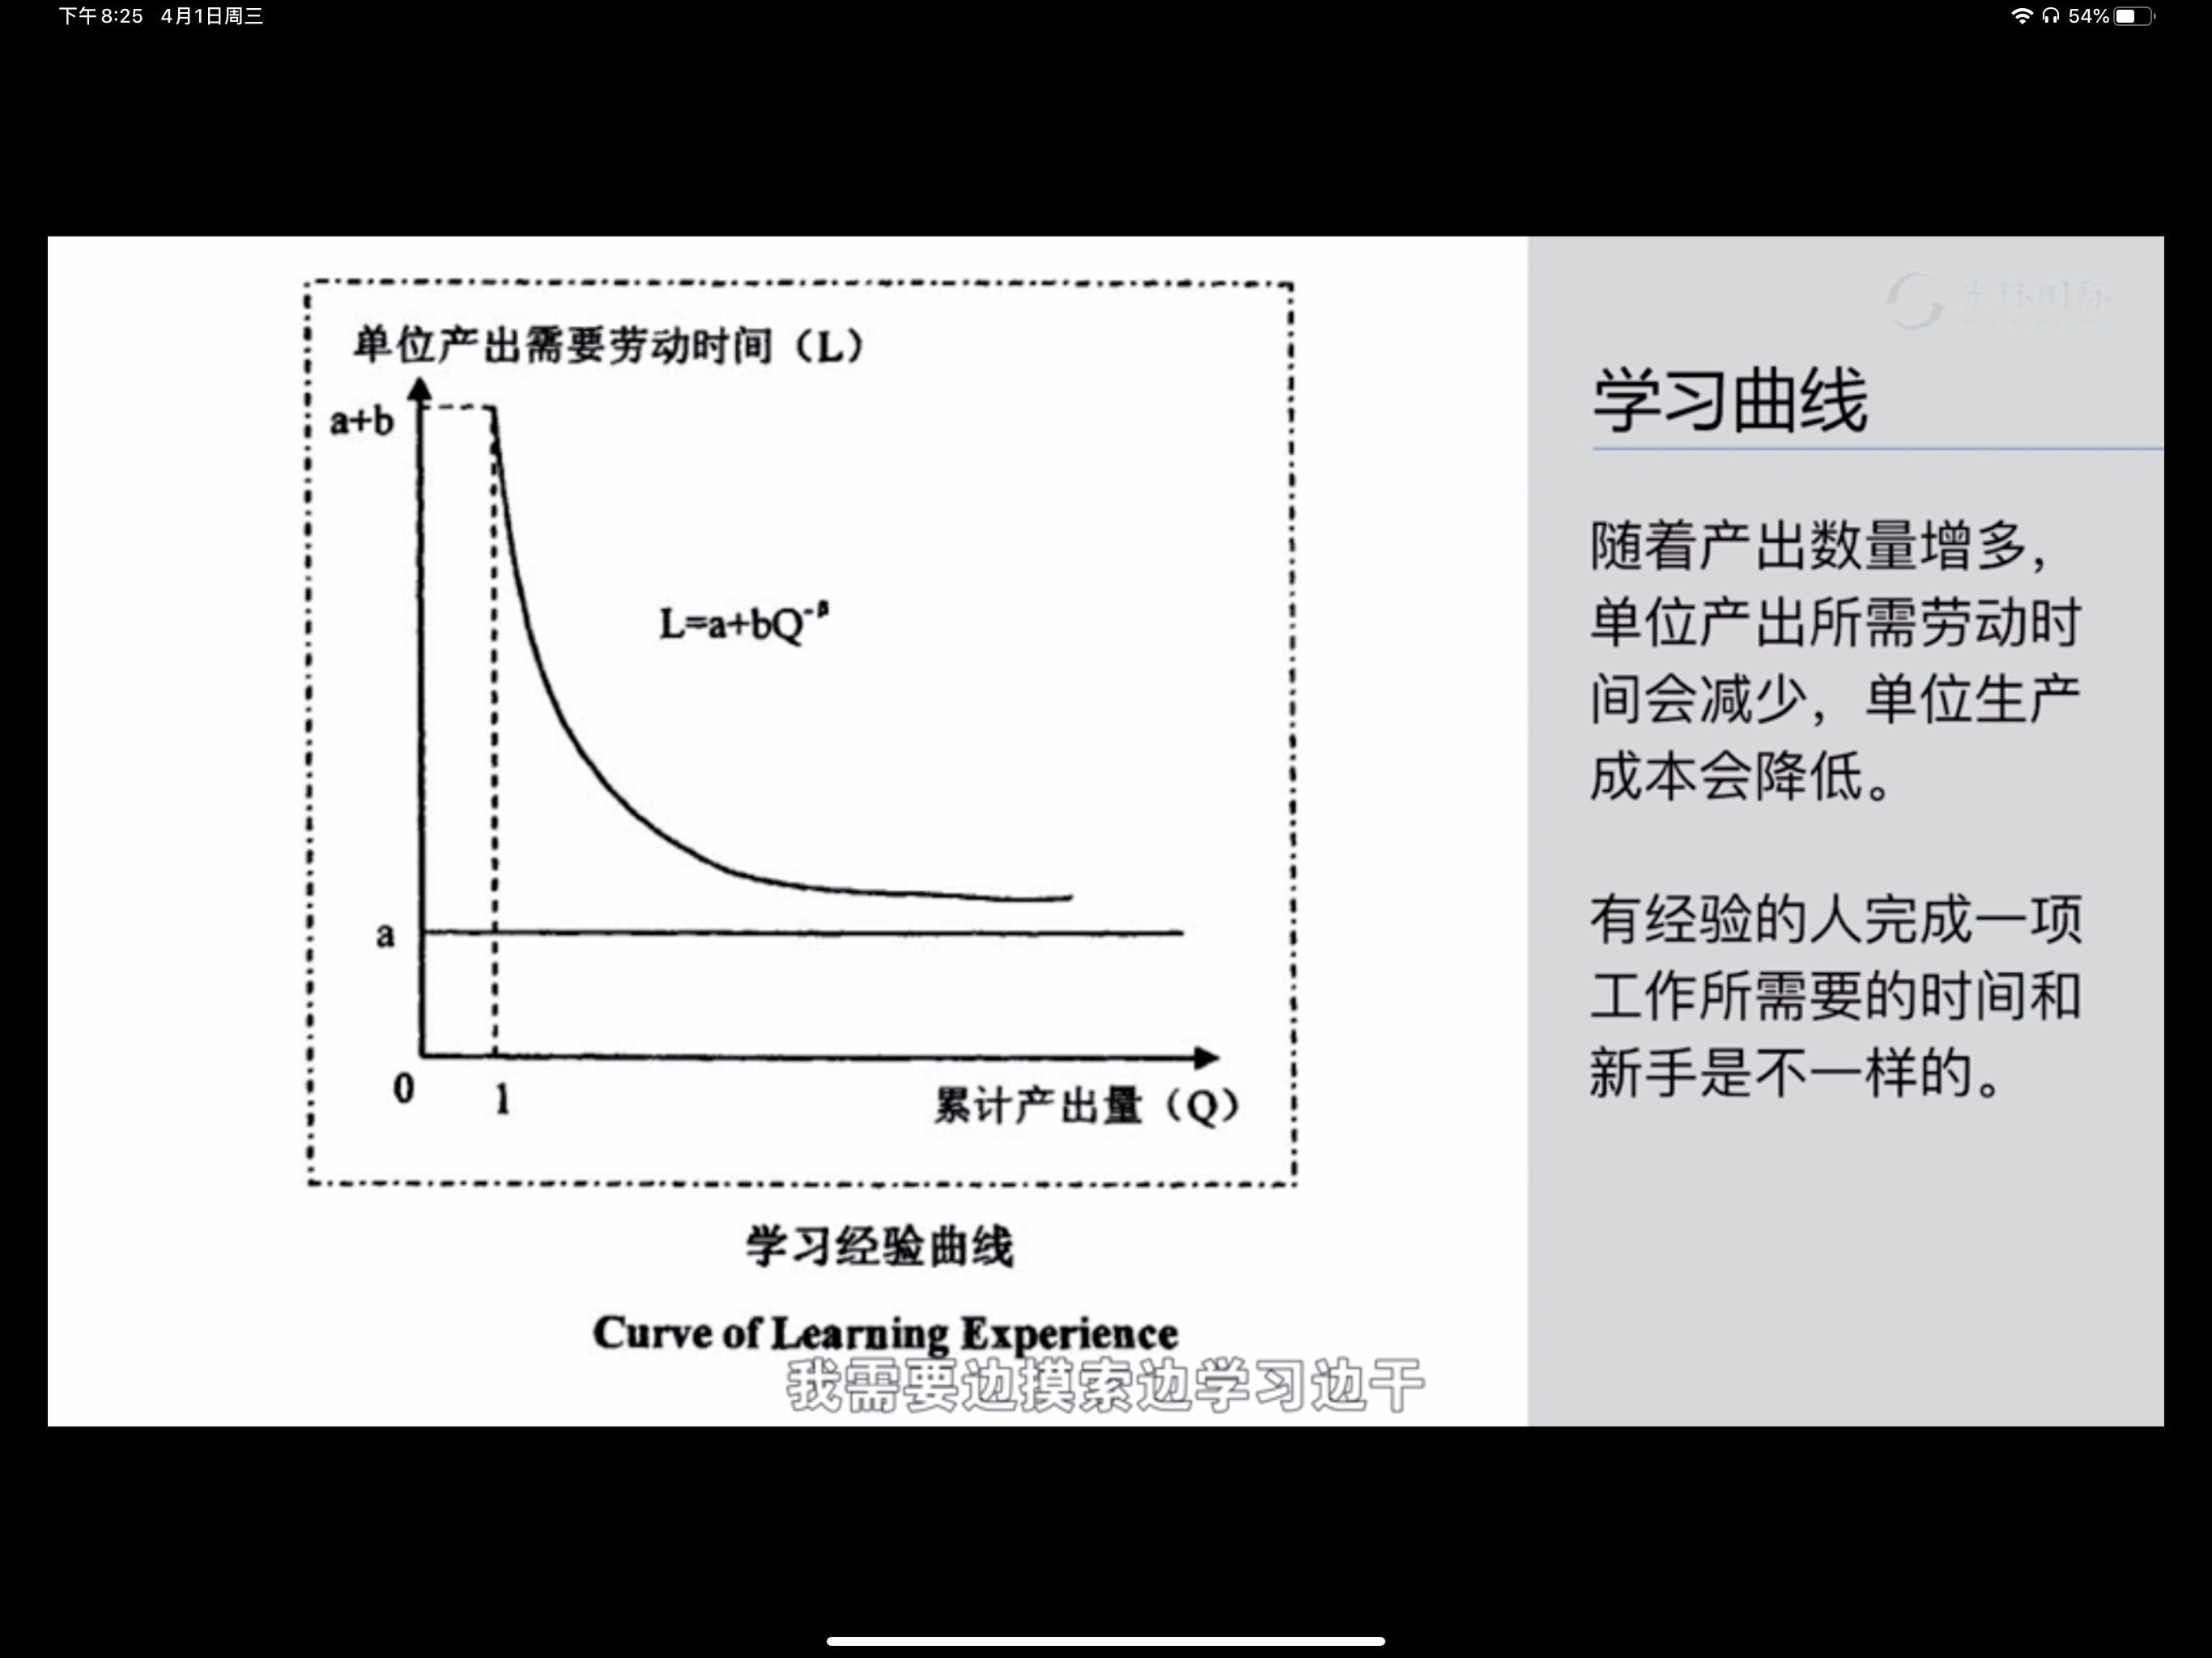 下午8:25 4月1日周三
54%
单位产出需要劳动时间（L）
a+b
L=a+bQ⁻ᵝ
a
0
1
累计产出量（Q）
学习经验曲线
Curve of Learning Experience
我需要边摸索边学习边干
学习曲线
随着产出数量增多，
单位产出所需劳动时
间会减少，单位生产
成本会降低。
有经验的人完成一项
工作所需要的时间和
新手是不一样的。